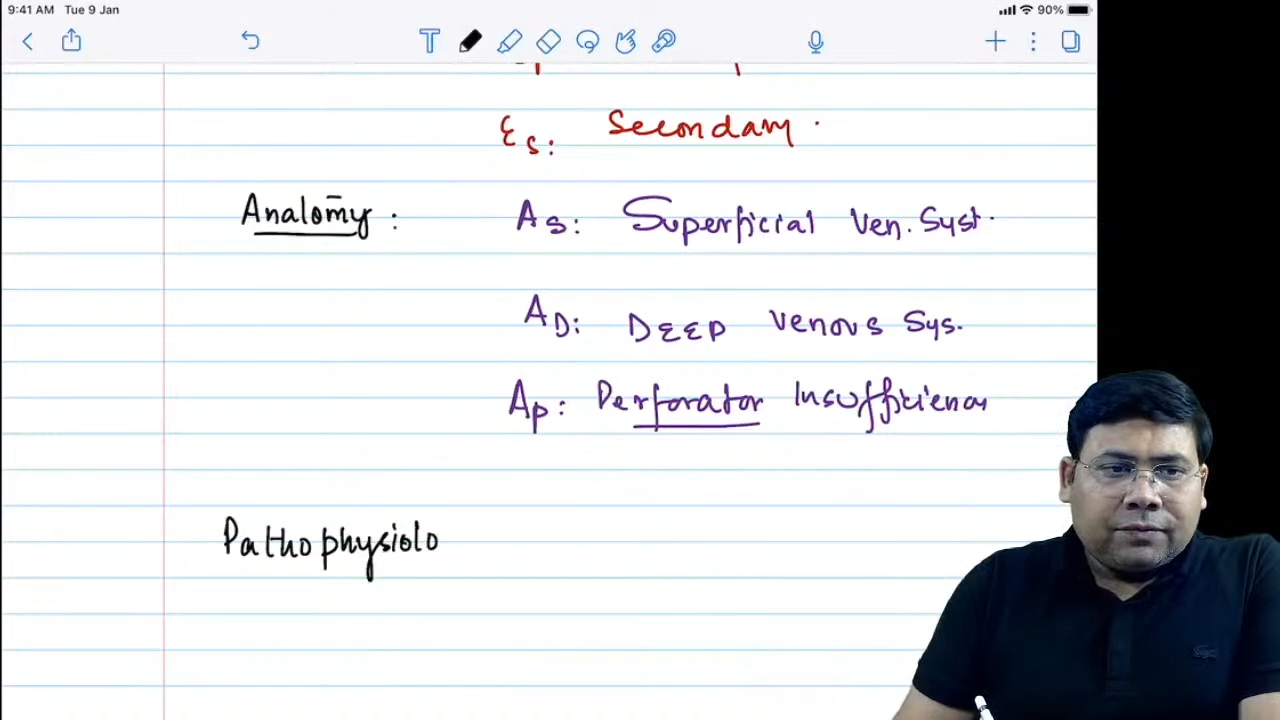 9:41 AM Tue 9 Jan 90%
Es: Secondary.
Anatomy: As: Superficial Ven. Syst.
AD: DEEP Venous Sys.
Ap: Perforator Insufficiency
Pathophysiolo